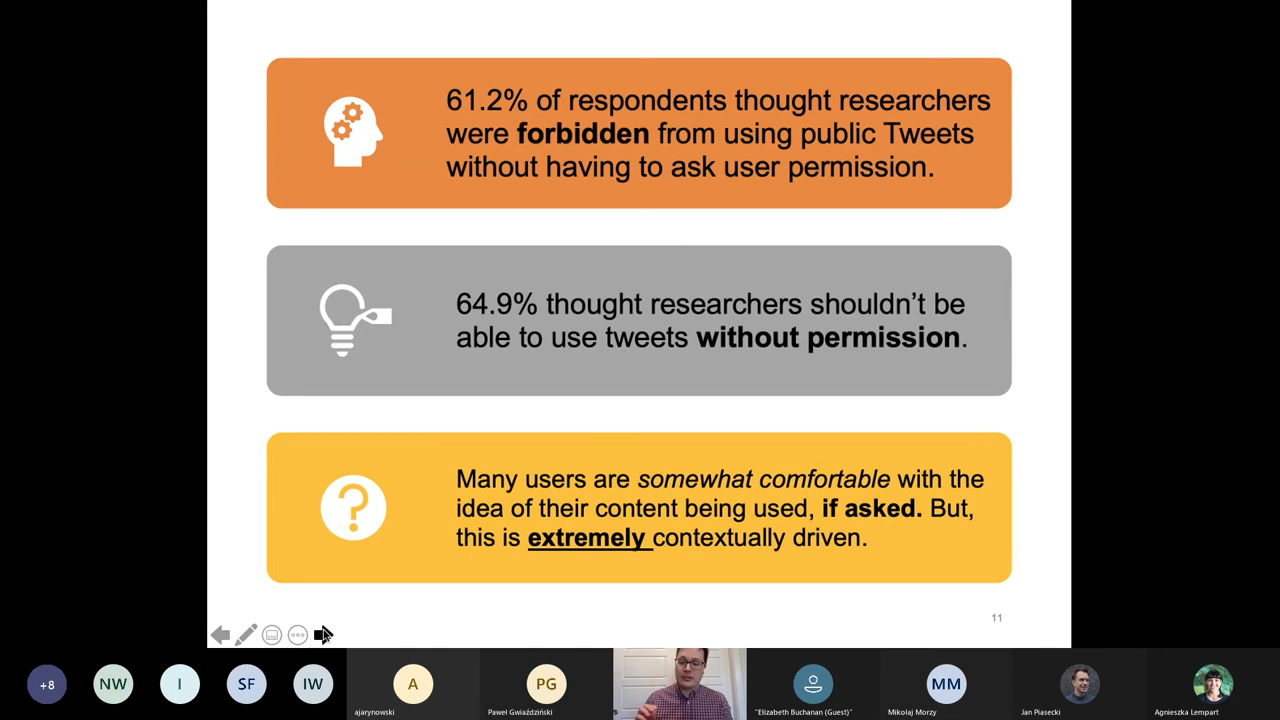 61.2% of respondents thought researchers
were forbidden from using public Tweets
without having to ask user permission.
64.9% thought researchers shouldn’t be
able to use tweets without permission.
Many users are somewhat comfortable with the
idea of their content being used, if asked. But,
this is extremely contextually driven.
11
+8
NW
I
SF
IW
A
ajarynowski
PG
Paweł Gwiaździński
"Elizabeth Buchanan (Guest)"
MM
Mikołaj Morzy
Jan Piasecki
Agnieszka Lempart